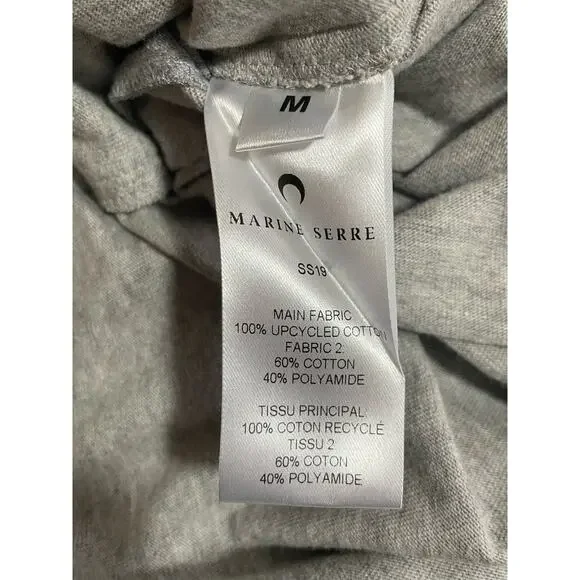 M
MARINE SERRE
SS19
MAIN FABRIC
100% UPCYCLED COTTON
FABRIC 2
60% COTTON
40% POLYAMIDE
TISSU PRINCIPAL
100% COTON RECYCLÉ
TISSU 2
60% COTON
40% POLYAMIDE